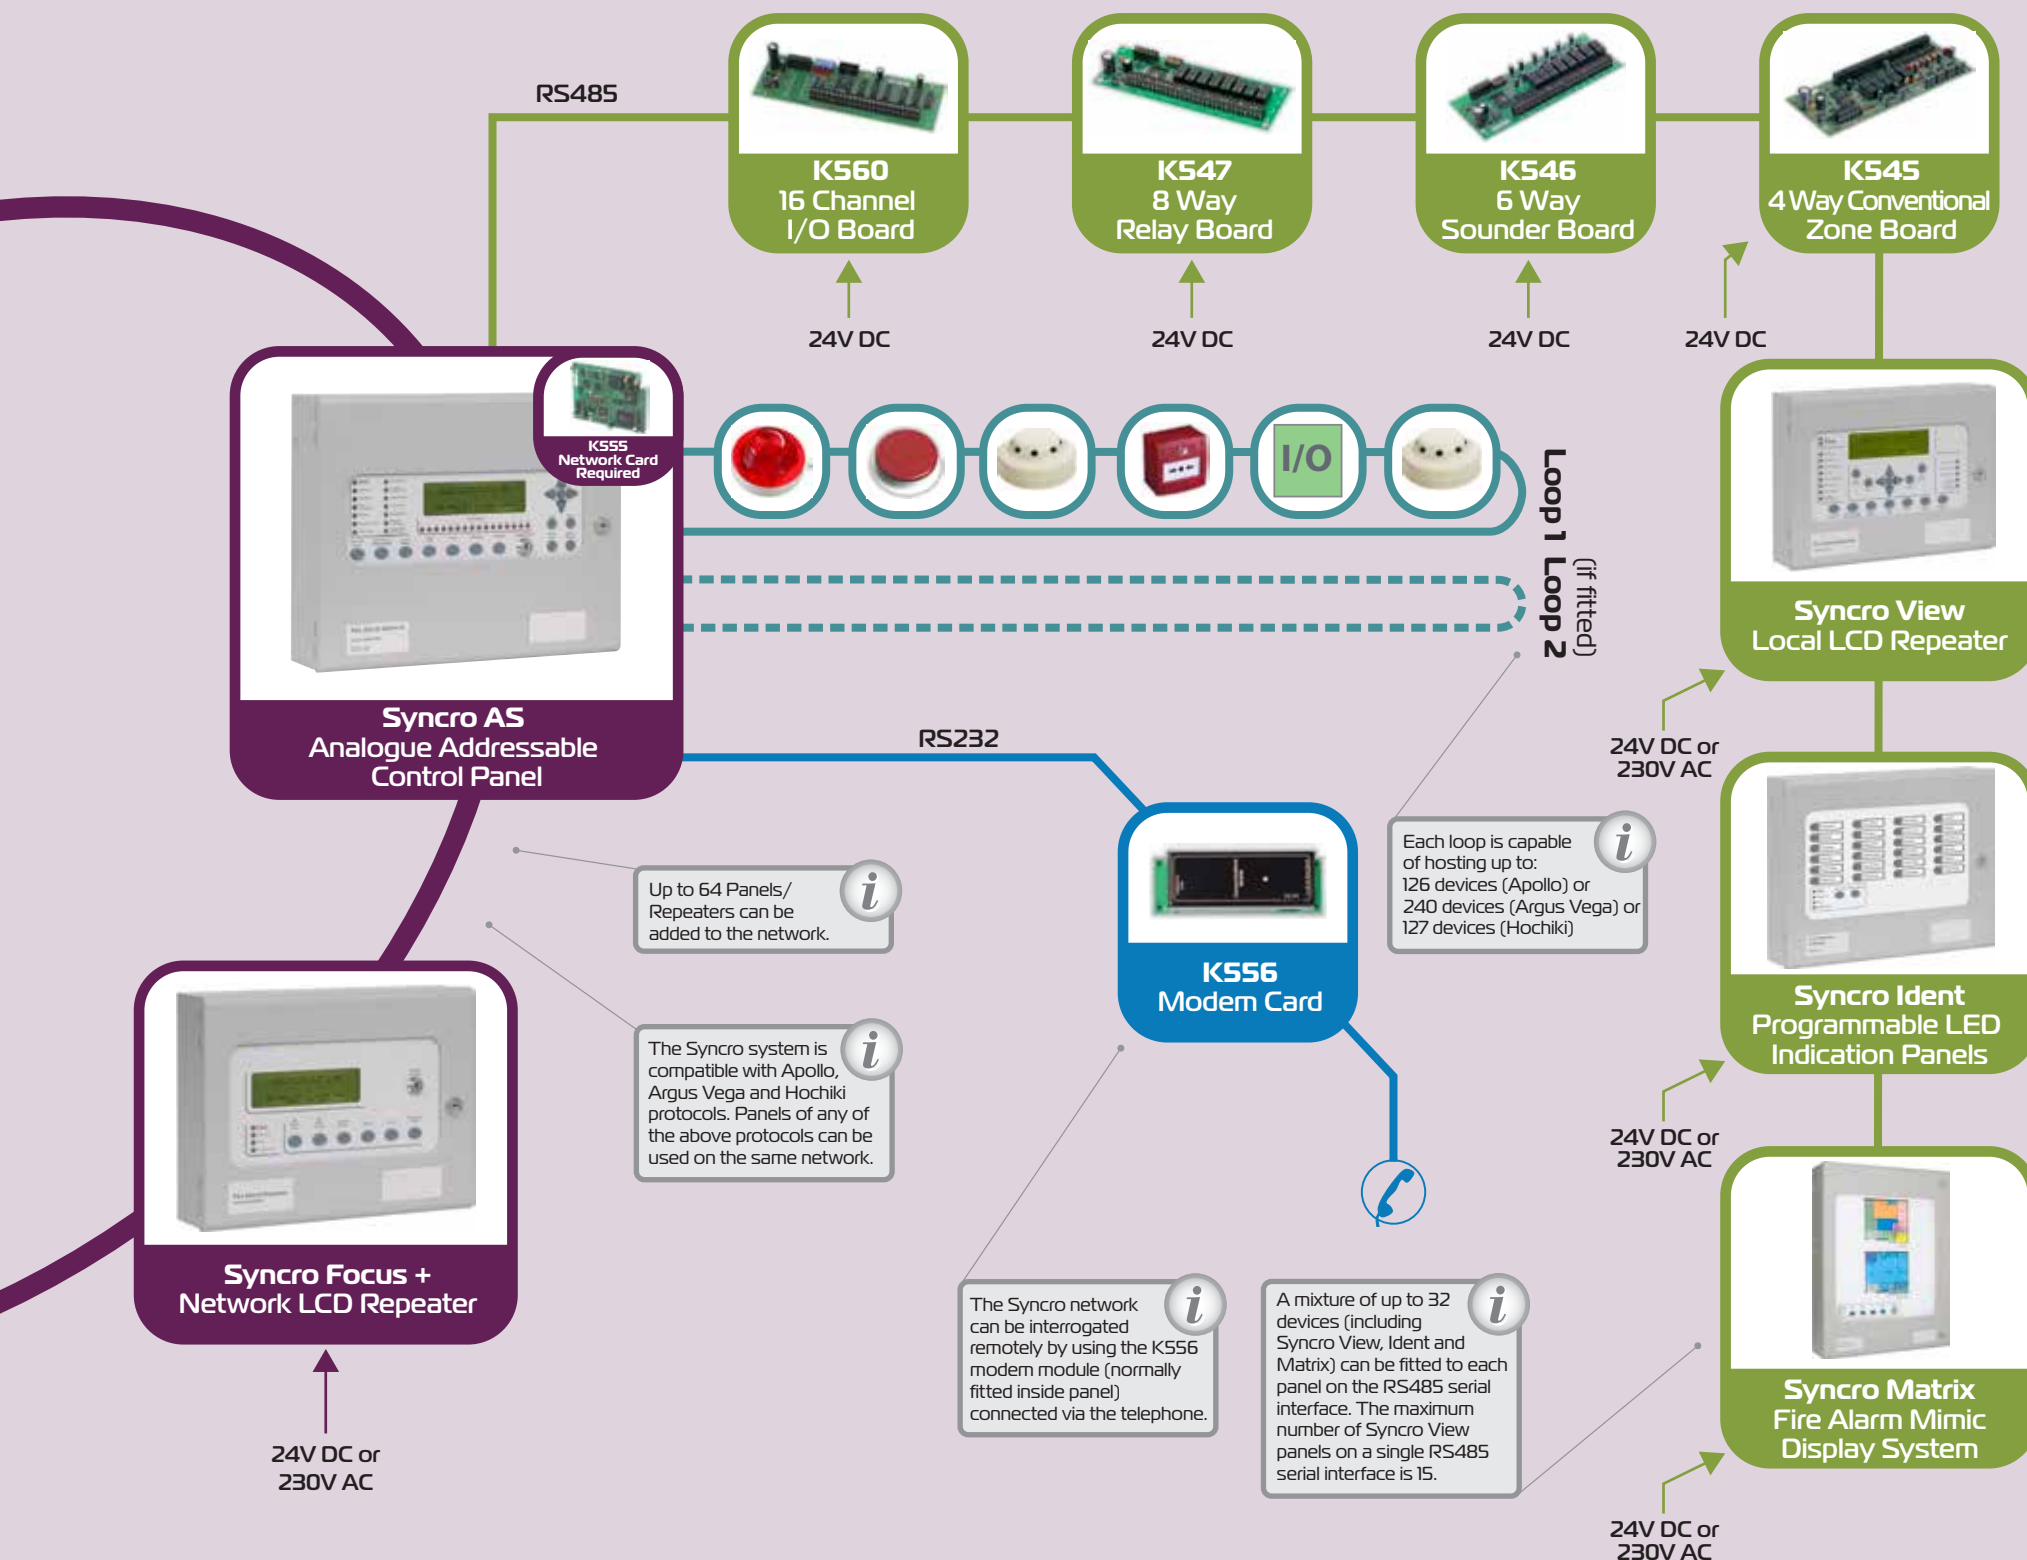 RS485
K560
16 Channel
I/O Board
K547
8 Way
Relay Board
K546
6 Way
Sounder Board
K545
4 Way Conventional
Zone Board
24V DC
24V DC
24V DC
24V DC
K555
Network Card
Required
I/O
Loop 1
Loop 2
(if fitted)
Syncro AS
Analogue Addressable
Control Panel
RS232
Syncro View
Local LCD Repeater
24V DC or
230V AC
Up to 64 Panels/
Repeaters can be
added to the network.
i
K556
Modem Card
Each loop is capable
of hosting up to:
126 devices (Apollo) or
240 devices (Argus Vega) or
127 devices (Hochiki)
i
Syncro Ident
Programmable LED
Indication Panels
24V DC or
230V AC
The Syncro system is
compatible with Apollo,
Argus Vega and Hochiki
protocols. Panels of any of
the above protocols can be
used on the same network.
i
Syncro Focus +
Network LCD Repeater
24V DC or
230V AC
The Syncro network
can be interrogated
remotely by using the K556
modem module (normally
fitted inside panel)
connected via the telephone.
i
A mixture of up to 32
devices (including
Syncro View, Ident and
Matrix) can be fitted to each
panel on the RS485 serial
interface. The maximum
number of Syncro View
panels on a single RS485
serial interface is 15.
i
Syncro Matrix
Fire Alarm Mimic
Display System
24V DC or
230V AC